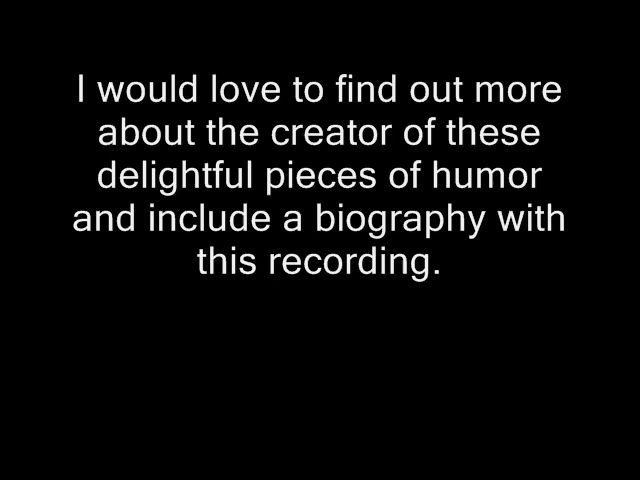 I would love to find out more
about the creator of these
delightful pieces of humor
and include a biography with
this recording.